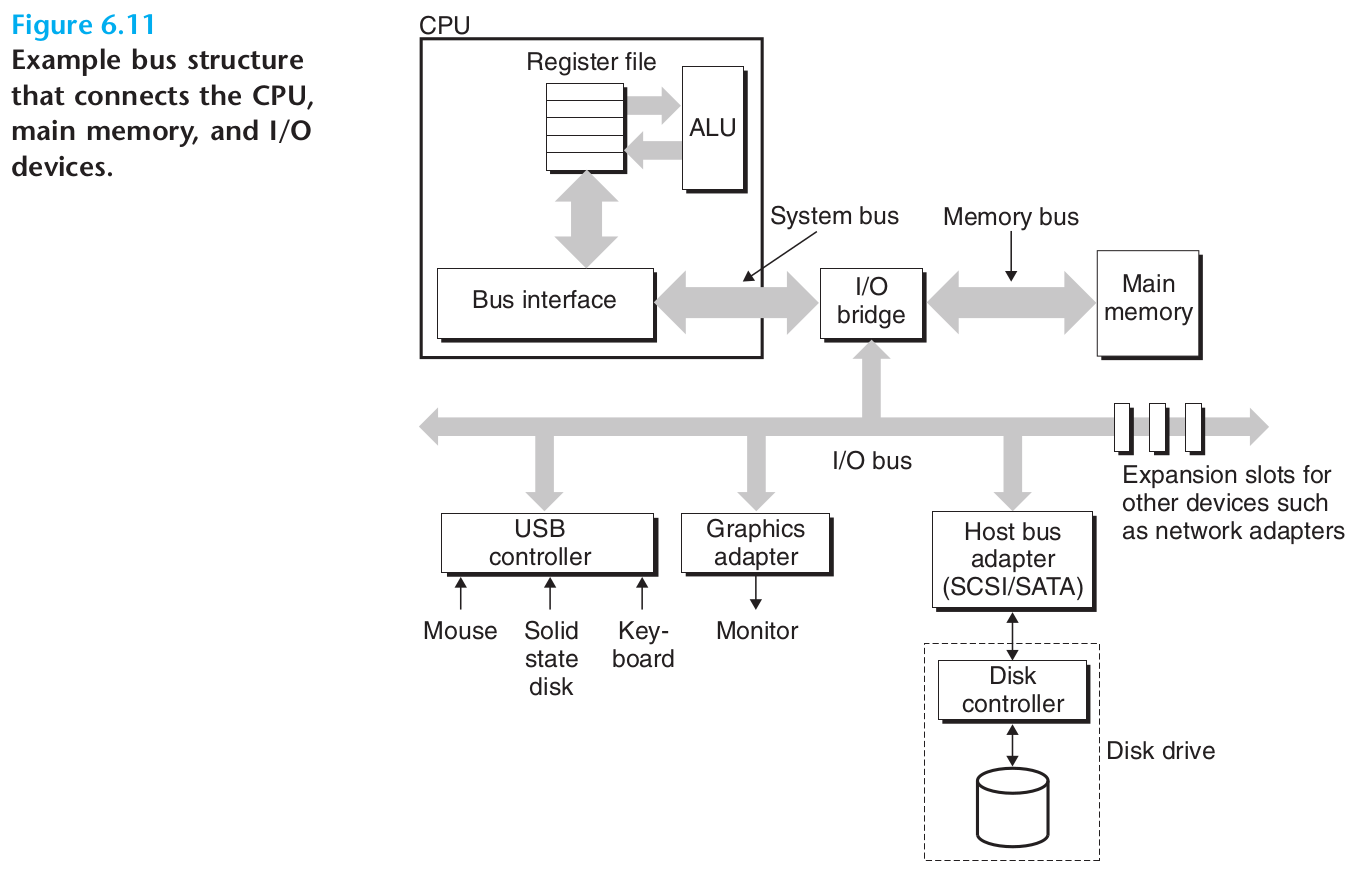 Figure 6.11
Example bus structure
that connects the CPU,
main memory, and I/O
devices.
CPU
Register file
ALU
System bus
Memory bus
Bus interface
I/O
bridge
Main
memory
I/O bus
Expansion slots for
other devices such
as network adapters
USB
controller
Graphics
adapter
Host bus
adapter
(SCSI/SATA)
Mouse
Solid
state
disk
Key-
board
Monitor
Disk
controller
Disk drive